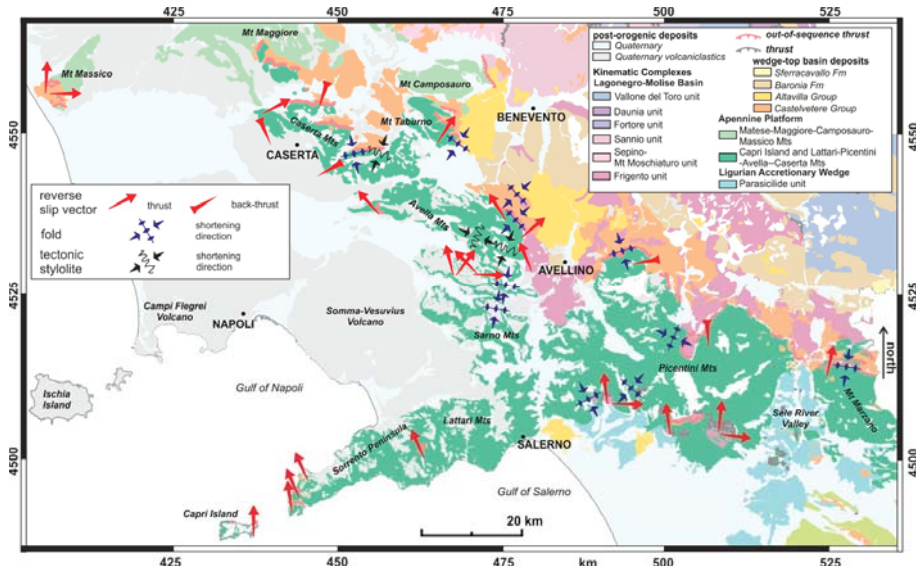 425
450
475
500
525
4550
4525
4500
4550
4525
4500
Mt Maggiore
Mt Massico
Mt Camposauro
BENEVENTO
Caserta Mts
Mt Taburno
CASERTA
Avella Mts
AVELLINO
Campi Flegrei
Volcano
NAPOLI
Somma-Vesuvius
Volcano
Sarno Mts
Picentini Mts
north
Ischia
Island
Gulf of Napoli
Lattari Mts
Sorrento Peninsula
SALERNO
Sele River
Valley
Mt Marzano
Gulf of Salerno
Capri Island
20 km
reverse
slip vector
thrust
back-thrust
fold
shortening
direction
tectonic
stylolite
shortening
direction
post-orogenic deposits
Quaternary
Quaternary volcaniclastics
Kinematic Complexes
Lagonegro-Molise Basin
Vallone del Toro unit
Daunia unit
Fortore unit
Sannio unit
Sepino-
Mt Moschiaturo unit
Frigento unit
out-of-sequence thrust
thrust
wedge-top basin deposits
Sferracavallo Fm
Baronia Fm
Altavilla Group
Castelvetere Group
Apennine Platform
Matese-Maggiore-Camposauro-
Massico Mts
Capri Island and Lattari-Picentini
-Avella-Caserta Mts
Ligurian Accretionary Wedge
Parasicilide unit
425
450
475
km
500
525